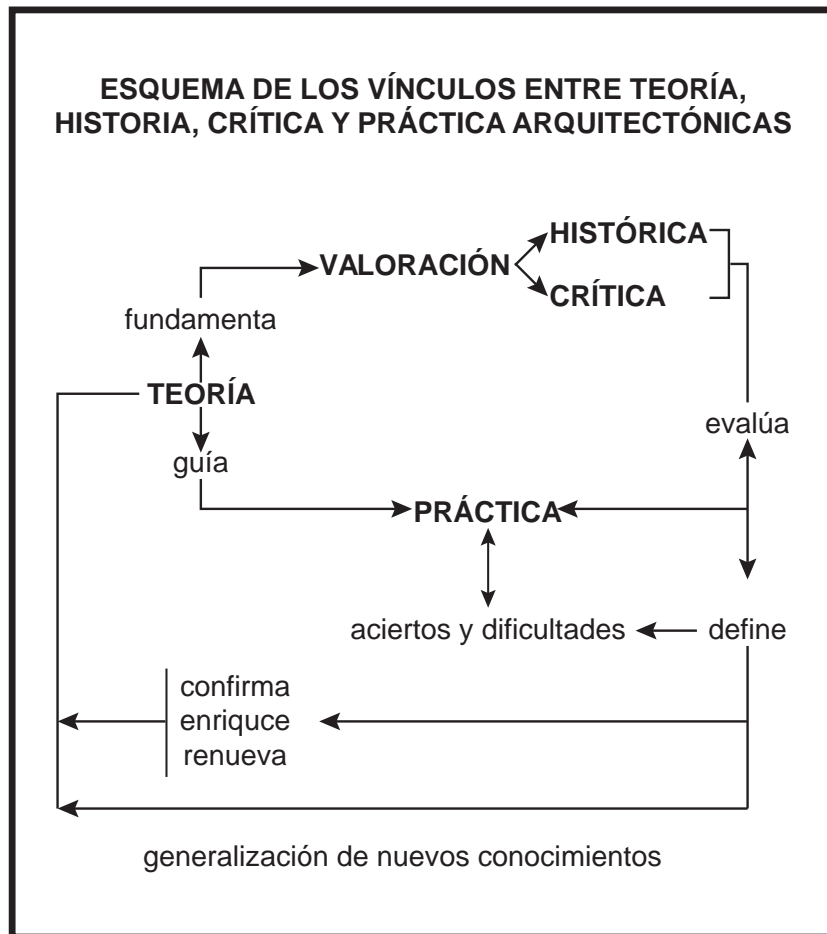 ESQUEMA DE LOS VÍNCULOS ENTRE TEORÍA,
HISTORIA, CRÍTICA Y PRÁCTICA ARQUITECTÓNICAS
HISTÓRICA
VALORACIÓN
CRÍTICA
fundamenta
TEORÍA
evalúa
guía
PRÁCTICA
aciertos y dificultades
define
confirma
enriquce
renueva
generalización de nuevos conocimientos